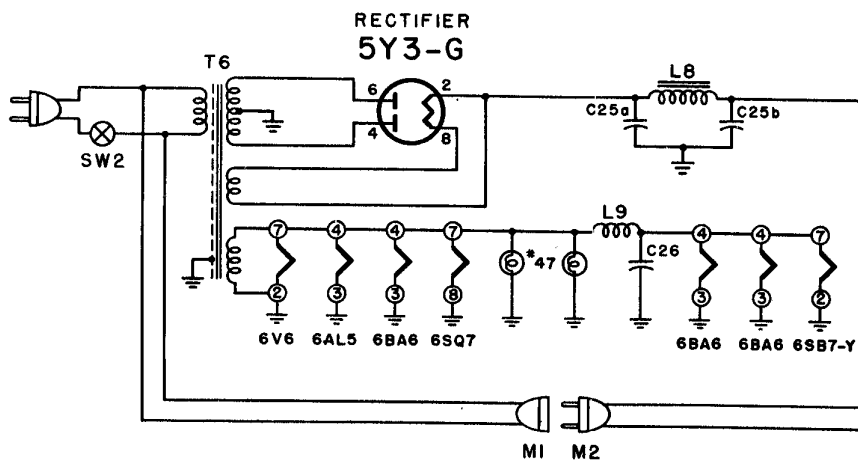 RECTIFIER
5Y3-G
T6
6
2
4
8
L8
C25a
C25b
SW2
L9
7
4
4
7
*47
C26
4
4
7
2
3
3
8
3
3
2
6V6
6AL5
6BA6
6SQ7
6BA6
6BA6
6SB7-Y
M1
M2